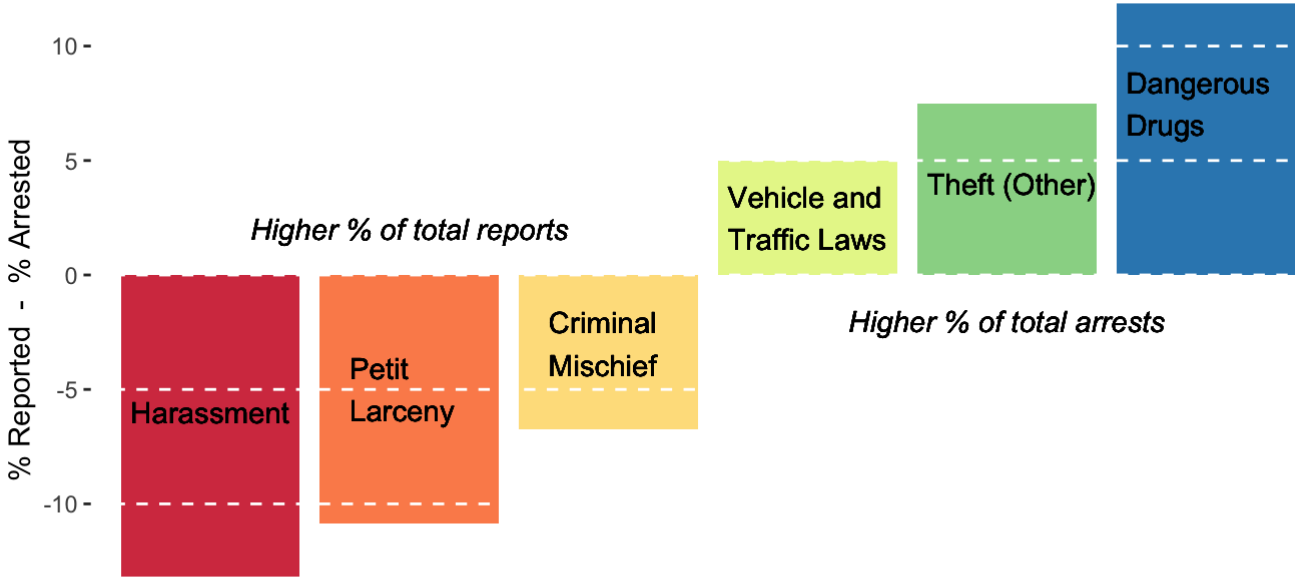 % Reported - % Arrested
10
5
0
-5
-10
Higher % of total reports
Higher % of total arrests
Harassment
Petit
Larceny
Criminal
Mischief
Vehicle and
Traffic Laws
Theft (Other)
Dangerous
Drugs